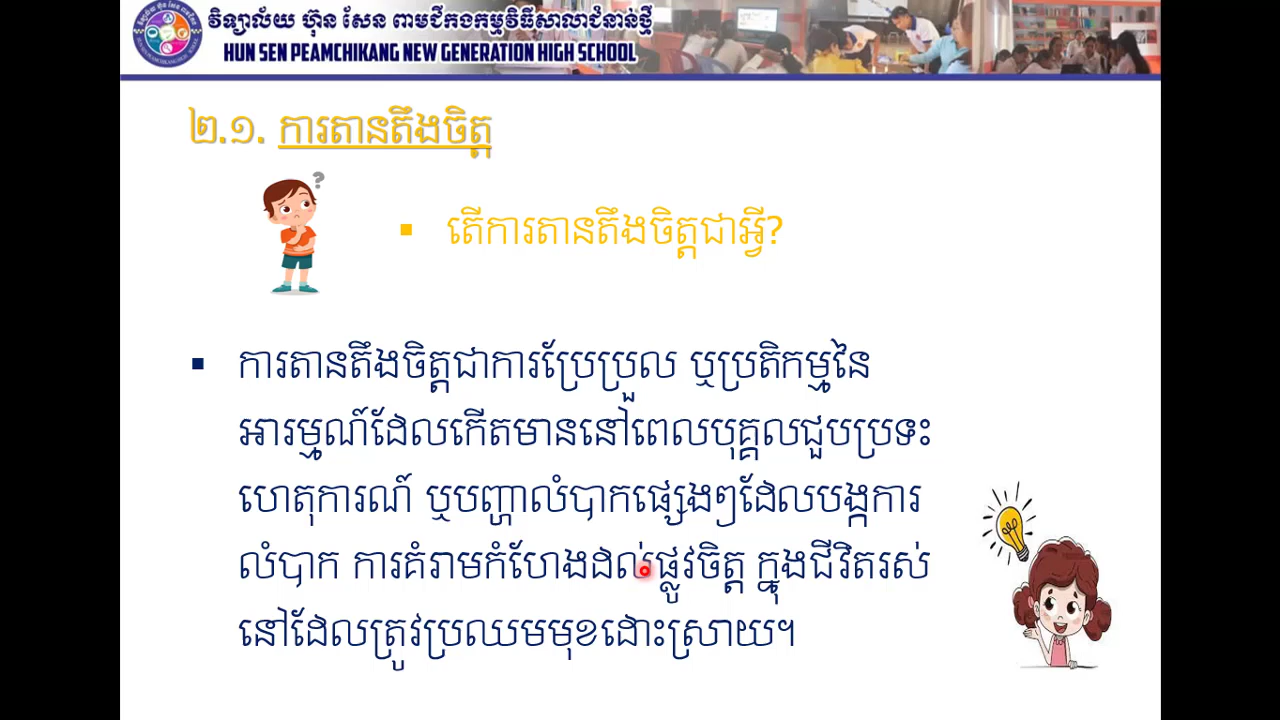 វិទ្យាល័យ ហ៊ុន សែន ពាមជីកងកម្មវិធីសាលាជំនាន់ថ្មី
HUN SEN PEAMCHIKANG NEW GENERATION HIGH SCHOOL
២.១. ការតានតឹងចិត្ត
?
▪ តើការតានតឹងចិត្តជាអ្វី?
▪ ការតានតឹងចិត្តជាការប្រែប្រួល ឬប្រតិកម្មនៃ
អារម្មណ៍ដែលកើតមាននៅពេលបុគ្គលជួបប្រទះ
ហេតុការណ៍ ឬបញ្ហាលំបាកផ្សេងៗដែលបង្កការ
លំបាក ការគំរាមកំហែងដល់ផ្លូវចិត្ត ក្នុងជីវិតរស់
នៅដែលត្រូវប្រឈមមុខដោះស្រាយ។